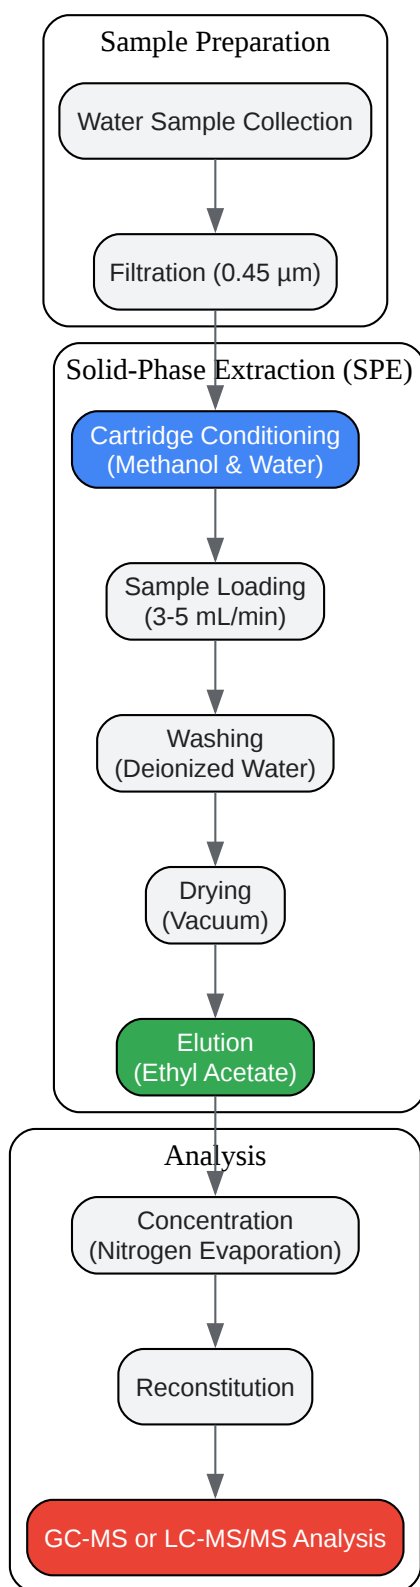 Sample Preparation
Water Sample Collection
Filtration (0.45 µm)
Solid-Phase Extraction (SPE)
Cartridge Conditioning
(Methanol & Water)
Sample Loading
(3-5 mL/min)
Washing
(Deionized Water)
Drying
(Vacuum)
Elution
(Ethyl Acetate)
Analysis
Concentration
(Nitrogen Evaporation)
Reconstitution
GC-MS or LC-MS/MS Analysis